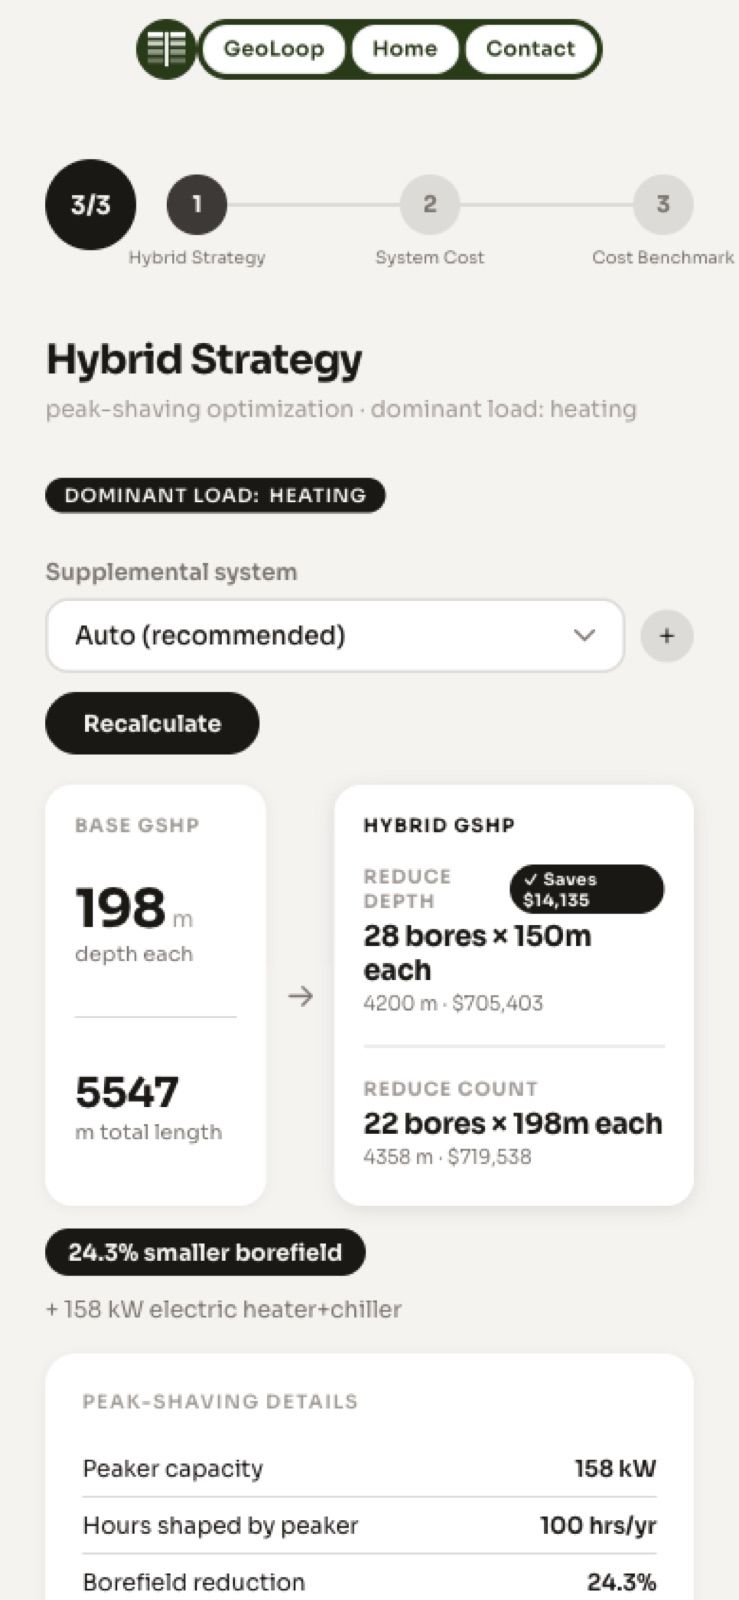 GeoLoop Home Contact
3/3 1 2 3
Hybrid Strategy System Cost Cost Benchmark
Hybrid Strategy
peak-shaving optimization · dominant load: heating
DOMINANT LOAD: HEATING
Supplemental system
Auto (recommended) +
Recalculate
BASE GSHP
198 m
depth each
5547
m total length
→
HYBRID GSHP
REDUCE
DEPTH
✓ Saves
$14,135
28 bores × 150m
each
4200 m · $705,403
REDUCE COUNT
22 bores × 198m each
4358 m · $719,538
24.3% smaller borefield
+ 158 kW electric heater+chiller
PEAK-SHAVING DETAILS
Peaker capacity 158 kW
Hours shaped by peaker 100 hrs/yr
Borefield reduction 24.3%